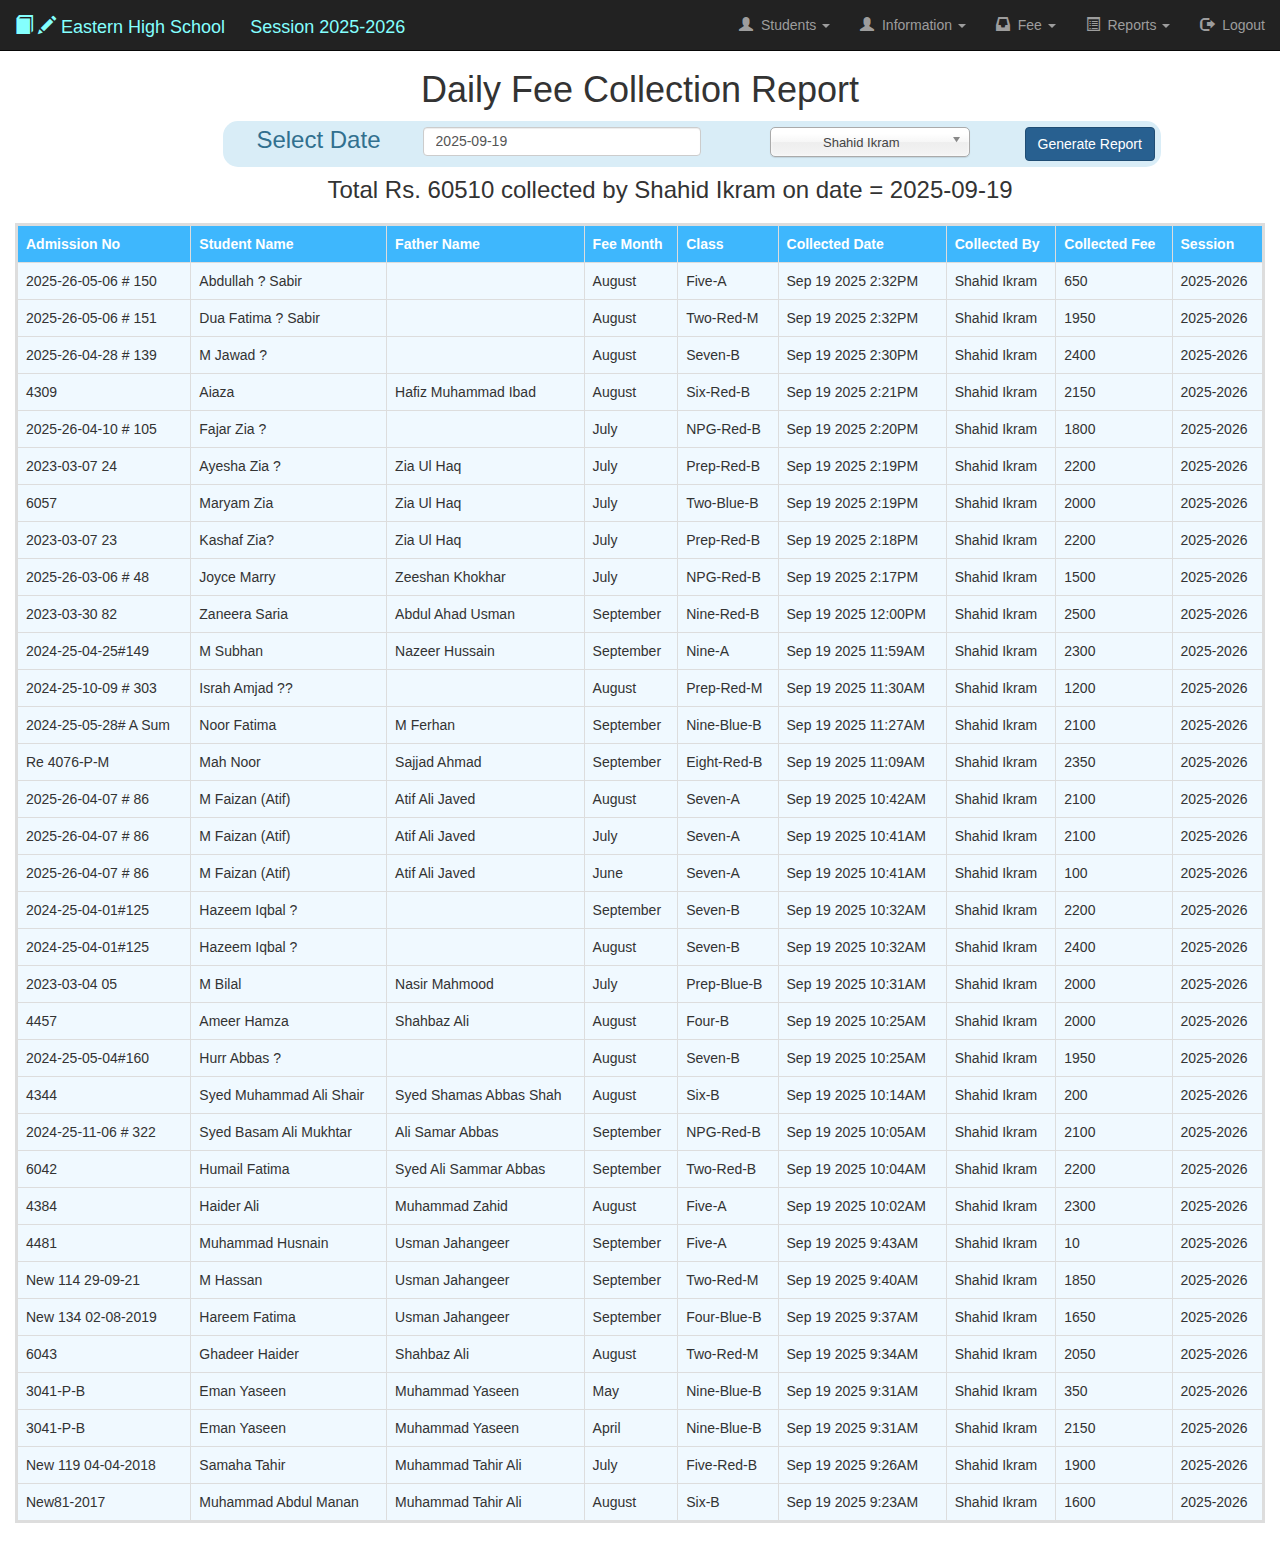 Eastern High School Session 2025-2026 Students Information Fee Reports Logout
Daily Fee Collection Report
Select Date 2025-09-19 Shahid Ikram Generate Report
Total Rs. 60510 collected by Shahid Ikram on date = 2025-09-19
Admission No Student Name Father Name Fee Month Class Collected Date Collected By Collected Fee Session
2025-26-05-06 # 150 Abdullah ? Sabir August Five-A Sep 19 2025 2:32PM Shahid Ikram 650 2025-2026
2025-26-05-06 # 151 Dua Fatima ? Sabir August Two-Red-M Sep 19 2025 2:32PM Shahid Ikram 1950 2025-2026
2025-26-04-28 # 139 M Jawad ? August Seven-B Sep 19 2025 2:30PM Shahid Ikram 2400 2025-2026
4309 Aiaza Hafiz Muhammad Ibad August Six-Red-B Sep 19 2025 2:21PM Shahid Ikram 2150 2025-2026
2025-26-04-10 # 105 Fajar Zia ? July NPG-Red-B Sep 19 2025 2:20PM Shahid Ikram 1800 2025-2026
2023-03-07 24 Ayesha Zia ? Zia Ul Haq July Prep-Red-B Sep 19 2025 2:19PM Shahid Ikram 2200 2025-2026
6057 Maryam Zia Zia Ul Haq July Two-Blue-B Sep 19 2025 2:19PM Shahid Ikram 2000 2025-2026
2023-03-07 23 Kashaf Zia? Zia Ul Haq July Prep-Red-B Sep 19 2025 2:18PM Shahid Ikram 2200 2025-2026
2025-26-03-06 # 48 Joyce Marry Zeeshan Khokhar July NPG-Red-B Sep 19 2025 2:17PM Shahid Ikram 1500 2025-2026
2023-03-30 82 Zaneera Saria Abdul Ahad Usman September Nine-Red-B Sep 19 2025 12:00PM Shahid Ikram 2500 2025-2026
2024-25-04-25#149 M Subhan Nazeer Hussain September Nine-A Sep 19 2025 11:59AM Shahid Ikram 2300 2025-2026
2024-25-10-09 # 303 Israh Amjad ?? August Prep-Red-M Sep 19 2025 11:30AM Shahid Ikram 1200 2025-2026
2024-25-05-28# A Sum Noor Fatima M Ferhan September Nine-Blue-B Sep 19 2025 11:27AM Shahid Ikram 2100 2025-2026
Re 4076-P-M Mah Noor Sajjad Ahmad September Eight-Red-B Sep 19 2025 11:09AM Shahid Ikram 2350 2025-2026
2025-26-04-07 # 86 M Faizan (Atif) Atif Ali Javed August Seven-A Sep 19 2025 10:42AM Shahid Ikram 2100 2025-2026
2025-26-04-07 # 86 M Faizan (Atif) Atif Ali Javed July Seven-A Sep 19 2025 10:41AM Shahid Ikram 2100 2025-2026
2025-26-04-07 # 86 M Faizan (Atif) Atif Ali Javed June Seven-A Sep 19 2025 10:41AM Shahid Ikram 100 2025-2026
2024-25-04-01#125 Hazeem Iqbal ? September Seven-B Sep 19 2025 10:32AM Shahid Ikram 2200 2025-2026
2024-25-04-01#125 Hazeem Iqbal ? August Seven-B Sep 19 2025 10:32AM Shahid Ikram 2400 2025-2026
2023-03-04 05 M Bilal Nasir Mahmood July Prep-Blue-B Sep 19 2025 10:31AM Shahid Ikram 2000 2025-2026
4457 Ameer Hamza Shahbaz Ali August Four-B Sep 19 2025 10:25AM Shahid Ikram 2000 2025-2026
2024-25-05-04#160 Hurr Abbas ? August Seven-B Sep 19 2025 10:25AM Shahid Ikram 1950 2025-2026
4344 Syed Muhammad Ali Shair Syed Shamas Abbas Shah August Six-B Sep 19 2025 10:14AM Shahid Ikram 200 2025-2026
2024-25-11-06 # 322 Syed Basam Ali Mukhtar Ali Samar Abbas September NPG-Red-B Sep 19 2025 10:05AM Shahid Ikram 2100 2025-2026
6042 Humail Fatima Syed Ali Sammar Abbas September Two-Red-B Sep 19 2025 10:04AM Shahid Ikram 2200 2025-2026
4384 Haider Ali Muhammad Zahid August Five-A Sep 19 2025 10:02AM Shahid Ikram 2300 2025-2026
4481 Muhammad Husnain Usman Jahangeer September Five-A Sep 19 2025 9:43AM Shahid Ikram 10 2025-2026
New 114 29-09-21 M Hassan Usman Jahangeer September Two-Red-M Sep 19 2025 9:40AM Shahid Ikram 1850 2025-2026
New 134 02-08-2019 Hareem Fatima Usman Jahangeer September Four-Blue-B Sep 19 2025 9:37AM Shahid Ikram 1650 2025-2026
6043 Ghadeer Haider Shahbaz Ali August Two-Red-M Sep 19 2025 9:34AM Shahid Ikram 2050 2025-2026
3041-P-B Eman Yaseen Muhammad Yaseen May Nine-Blue-B Sep 19 2025 9:31AM Shahid Ikram 350 2025-2026
3041-P-B Eman Yaseen Muhammad Yaseen April Nine-Blue-B Sep 19 2025 9:31AM Shahid Ikram 2150 2025-2026
New 119 04-04-2018 Samaha Tahir Muhammad Tahir Ali July Five-Red-B Sep 19 2025 9:26AM Shahid Ikram 1900 2025-2026
New81-2017 Muhammad Abdul Manan Muhammad Tahir Ali August Six-B Sep 19 2025 9:23AM Shahid Ikram 1600 2025-2026